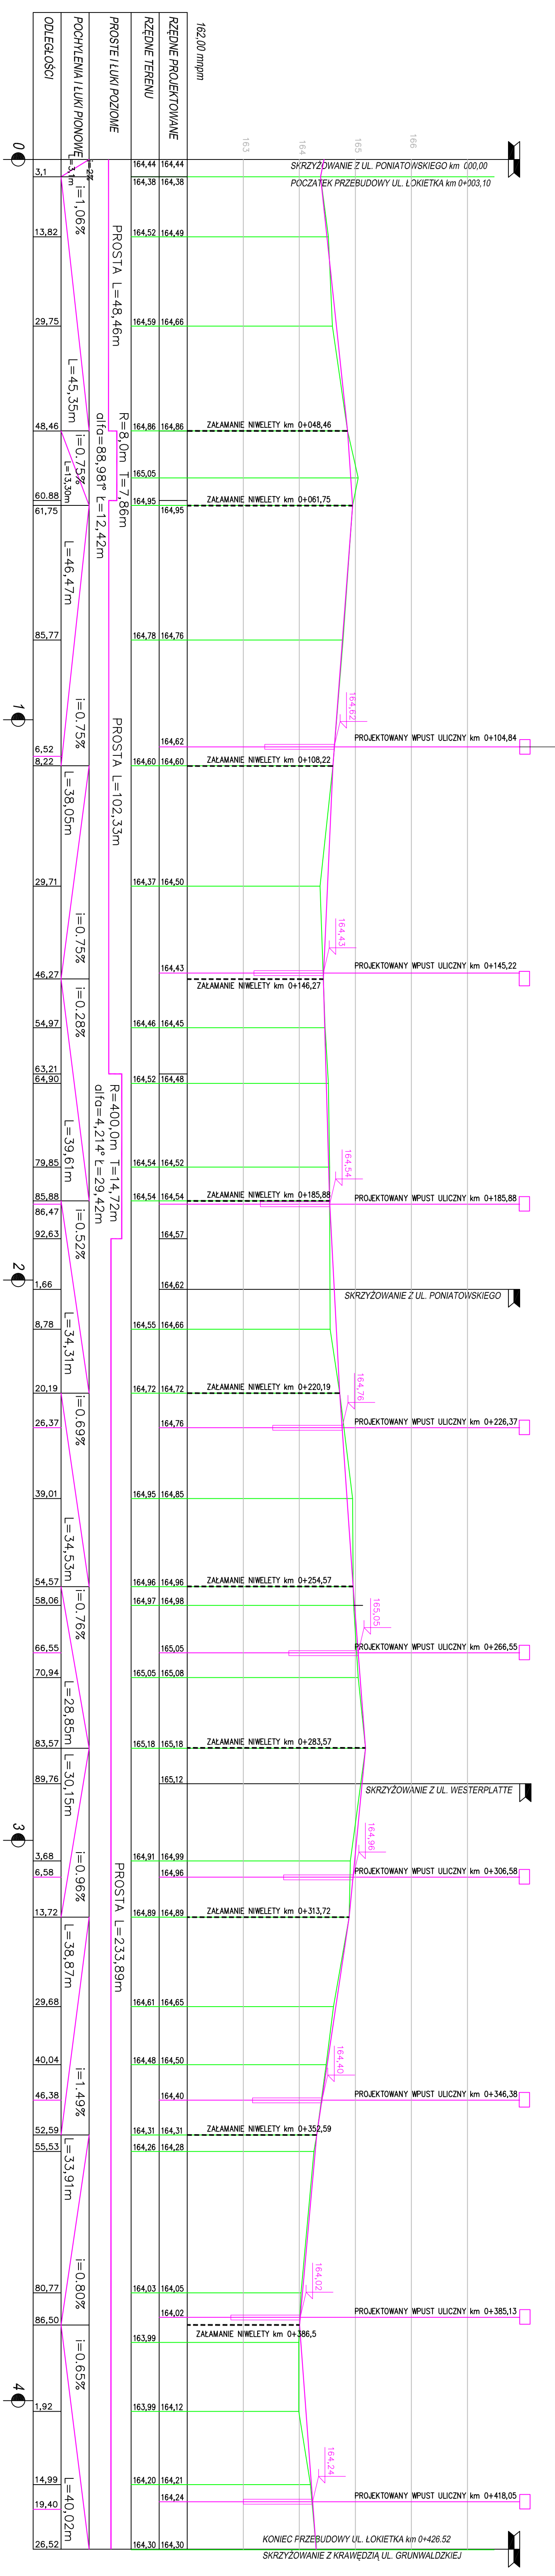 162,00 mnpm
RZĘDNE PROJEKTOWANE
RZĘDNE TERENU
PROSTE I ŁUKI POZIOME
POCHYLENIA I ŁUKI PIONOWE
ODLEGŁOŚCI
163
164
165
166
SKRZYŻOWANIE Z UL. PONIATOWSKIEGO km 000,00
POCZATEK PRZEBUDOWY UL. ŁOKIETKA km 0+003,10
ZAŁAMANIE NIWELETY km 0+048,46
ZAŁAMANIE NIWELETY km 0+061,75
164,62
PROJEKTOWANY WPUST ULICZNY km 0+104,84
ZAŁAMANIE NIWELETY km 0+108,22
164,43
PROJEKTOWANY WPUST ULICZNY km 0+145,22
ZAŁAMANIE NIWELETY km 0+146,27
164,54
PROJEKTOWANY WPUST ULICZNY km 0+185,88
ZAŁAMANIE NIWELETY km 0+185,88
SKRZYŻOWANIE Z UL. PONIATOWSKIEGO
ZAŁAMANIE NIWELETY km 0+220,19
164,76
PROJEKTOWANY WPUST ULICZNY km 0+226,37
ZAŁAMANIE NIWELETY km 0+254,57
165,05
PROJEKTOWANY WPUST ULICZNY km 0+266,55
ZAŁAMANIE NIWELETY km 0+283,57
SKRZYŻOWANIE Z UL. WESTERPLATTE
164,96
PROJEKTOWANY WPUST ULICZNY km 0+306,58
ZAŁAMANIE NIWELETY km 0+313,72
164,40
PROJEKTOWANY WPUST ULICZNY km 0+346,38
ZAŁAMANIE NIWELETY km 0+352,59
164,02
PROJEKTOWANY WPUST ULICZNY km 0+385,13
ZAŁAMANIE NIWELETY km 0+386,5
164,24
PROJEKTOWANY WPUST ULICZNY km 0+418,05
KONIEC PRZEBUDOWY UL. ŁOKIETKA km 0+426.52
SKRZYŻOWANIE Z KRAWĘDZIĄ UL. GRUNWALDZKIEJ
164,44
164,38
164,49
164,66
164,86
164,95
164,76
164,62
164,60
164,50
164,43
164,45
164,48
164,52
164,54
164,57
164,62
164,66
164,72
164,76
164,85
164,96
164,98
165,05
165,08
165,18
165,12
164,99
164,96
164,89
164,65
164,50
164,40
164,31
164,28
164,05
164,02
164,12
164,21
164,24
164,30
164,44
164,38
164,52
164,59
164,86
165,05
164,95
164,78
164,60
164,37
164,46
164,52
164,54
164,54
164,55
164,72
164,95
164,96
164,97
165,05
165,18
164,91
164,89
164,61
164,48
164,31
164,26
164,03
163,99
163,99
164,20
164,30
PROSTA L=48,46m
R=8,0m T=7,86m
alfa=88,981° Ł=12,42m
PROSTA L=102,33m
R=400,0m T=14,72m
alfa=4,214° Ł=29,42m
PROSTA L=233,89m
i=2%
L=3,1m
i=1,06%
L=45,35m
i=0.75%
L=13,30m
L=46,47m
i=0.75%
L=38,05m
i=0.75%
i=0.28%
L=39,61m
i=0.52%
L=34,31m
i=0.69%
L=34,53m
i=0.76%
L=28,85m
L=30,15m
i=0.96%
L=38,87m
i=1.49%
L=33,91m
i=0.80%
i=0.65%
L=40,02m
3,1
13,82
29,75
48,46
60.88
61,75
85,77
6,52
8,22
29,71
46,27
54,97
63,21
64,90
79,85
85,88
86,47
92,63
1,66
8,78
20,19
26,37
39,01
54,57
58,06
66,55
70,94
83,57
89,76
3,68
6,58
13,72
29,68
40,04
46,38
52,59
55,53
80,77
86,50
1,92
14,99
19,40
26,52
0
1
2
3
4